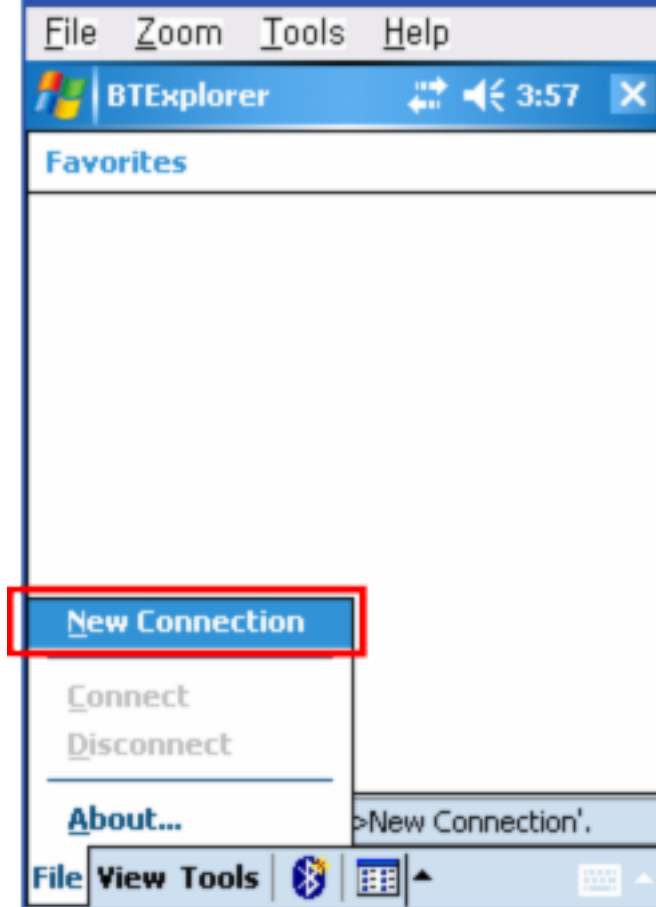 File Zoom Tools Help
BTExplorer 3:57
Favorites
New Connection
Connect
Disconnect
About...
>New Connection'.
File View Tools